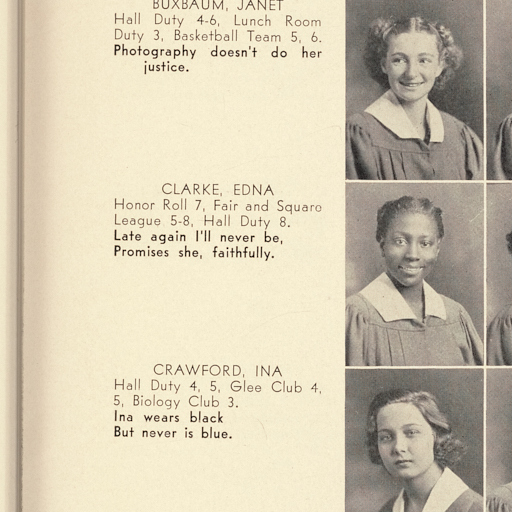 BUXBAUM, JANET
Hall Duty 4-6, Lunch Room
Duty 3, Basketball Team 5, 6.
Photography doesn't do her
justice.
CLARKE, EDNA
Honor Roll 7, Fair and Square
League 5-8, Hall Duty 8.
Late again I'll never be,
Promises she, faithfully.
CRAWFORD, INA
Hall Duty 4, 5, Glee Club 4,
5, Biology Club 3.
Ina wears black
But never is blue.